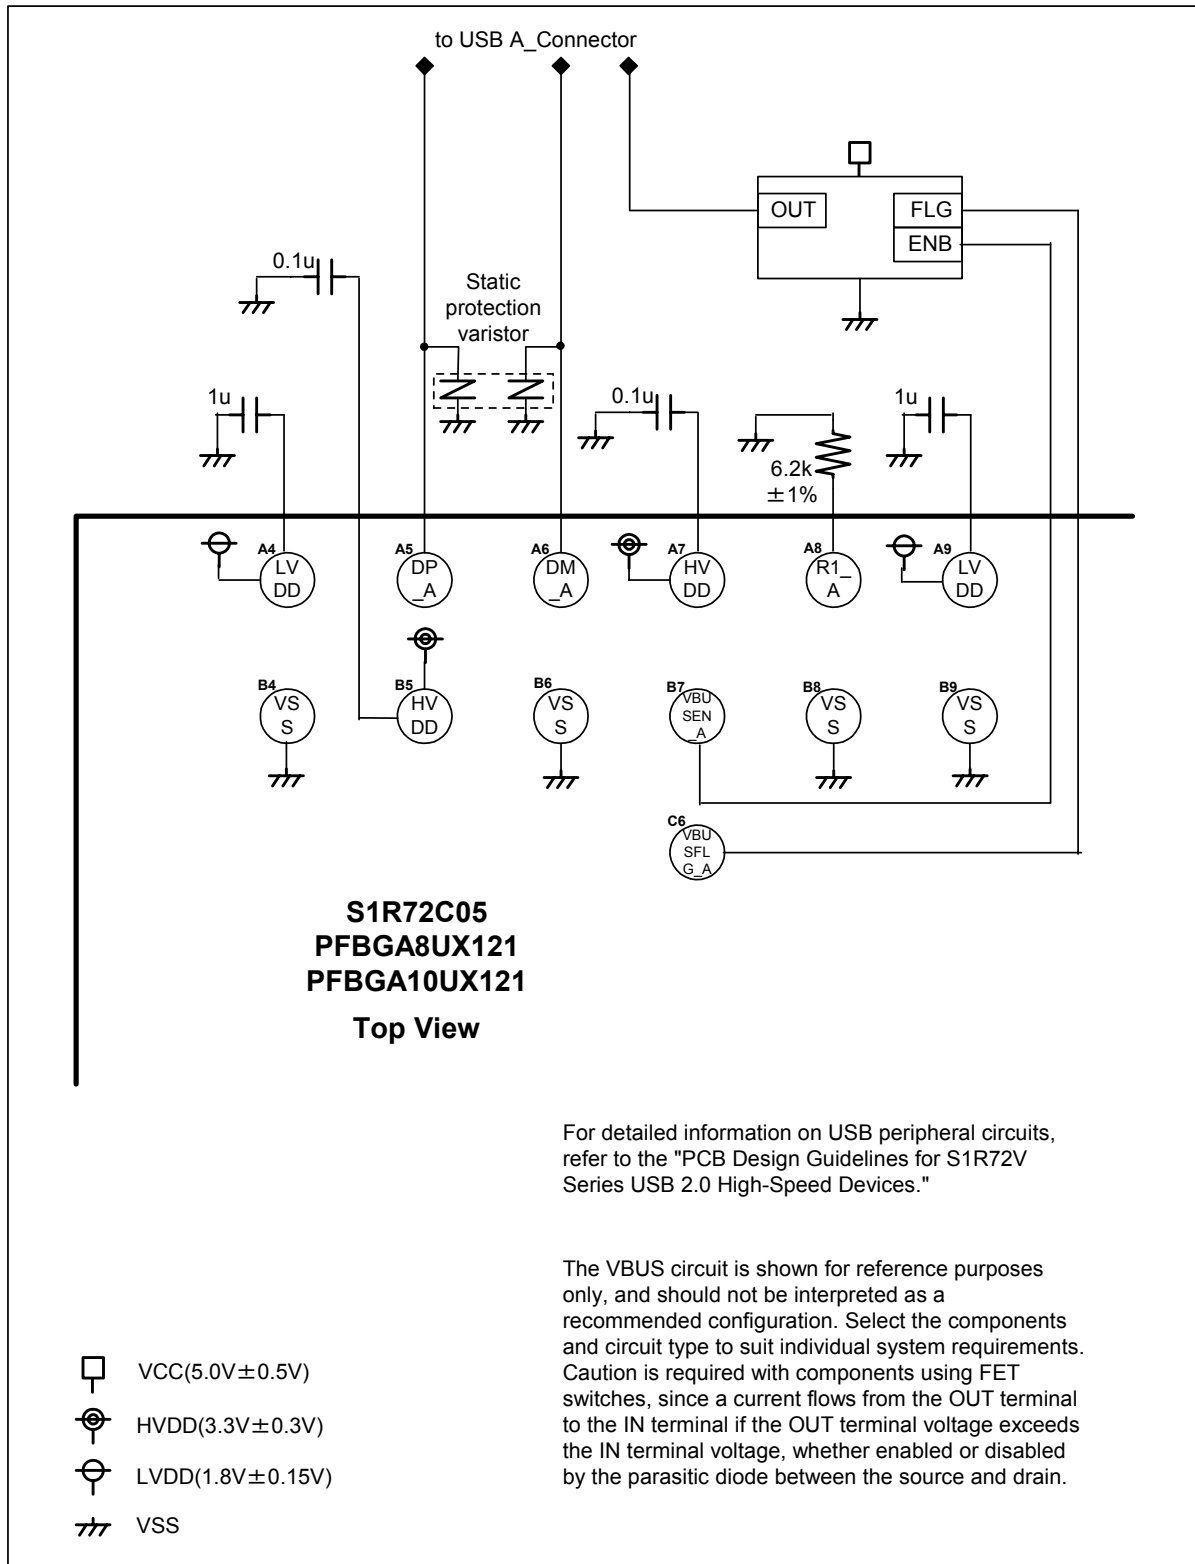 to USB A_Connector
OUT
FLG
ENB
0.1u
Static
protection
varistor
1u
0.1u
1u
6.2k
±1%
A4
LV
DD
A5
DP
_A
A6
DM
_A
A7
HV
DD
A8
R1_
A
A9
LV
DD
B4
VS
S
B5
HV
DD
B6
VS
S
B7
VBU
SEN
_A
B8
VS
S
B9
VS
S
C6
VBU
SFL
G_A
S1R72C05
PFBGA8UX121
PFBGA10UX121
Top View
For detailed information on USB peripheral circuits,
refer to the "PCB Design Guidelines for S1R72V
Series USB 2.0 High-Speed Devices."
The VBUS circuit is shown for reference purposes
only, and should not be interpreted as a
recommended configuration. Select the components
and circuit type to suit individual system requirements.
Caution is required with components using FET
switches, since a current flows from the OUT terminal
to the IN terminal if the OUT terminal voltage exceeds
the IN terminal voltage, whether enabled or disabled
by the parasitic diode between the source and drain.
VCC(5.0V±0.5V)
HVDD(3.3V±0.3V)
LVDD(1.8V±0.15V)
VSS